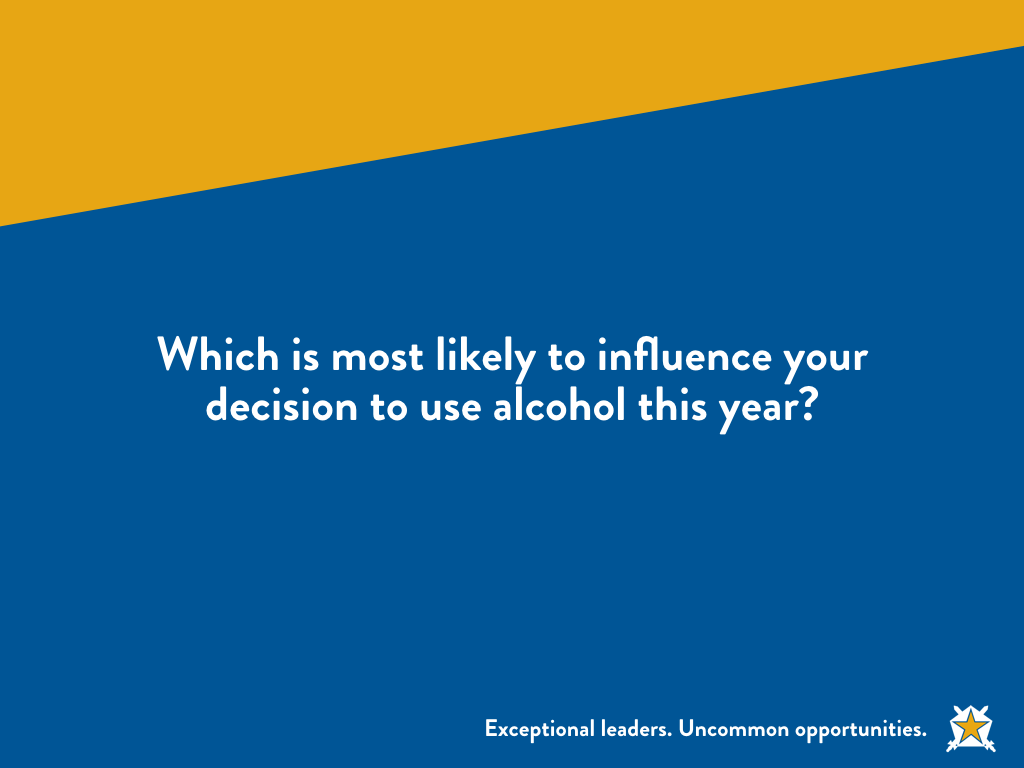 Which is most likely to influence your
decision to use alcohol this year?
Exceptional leaders. Uncommon opportunities.